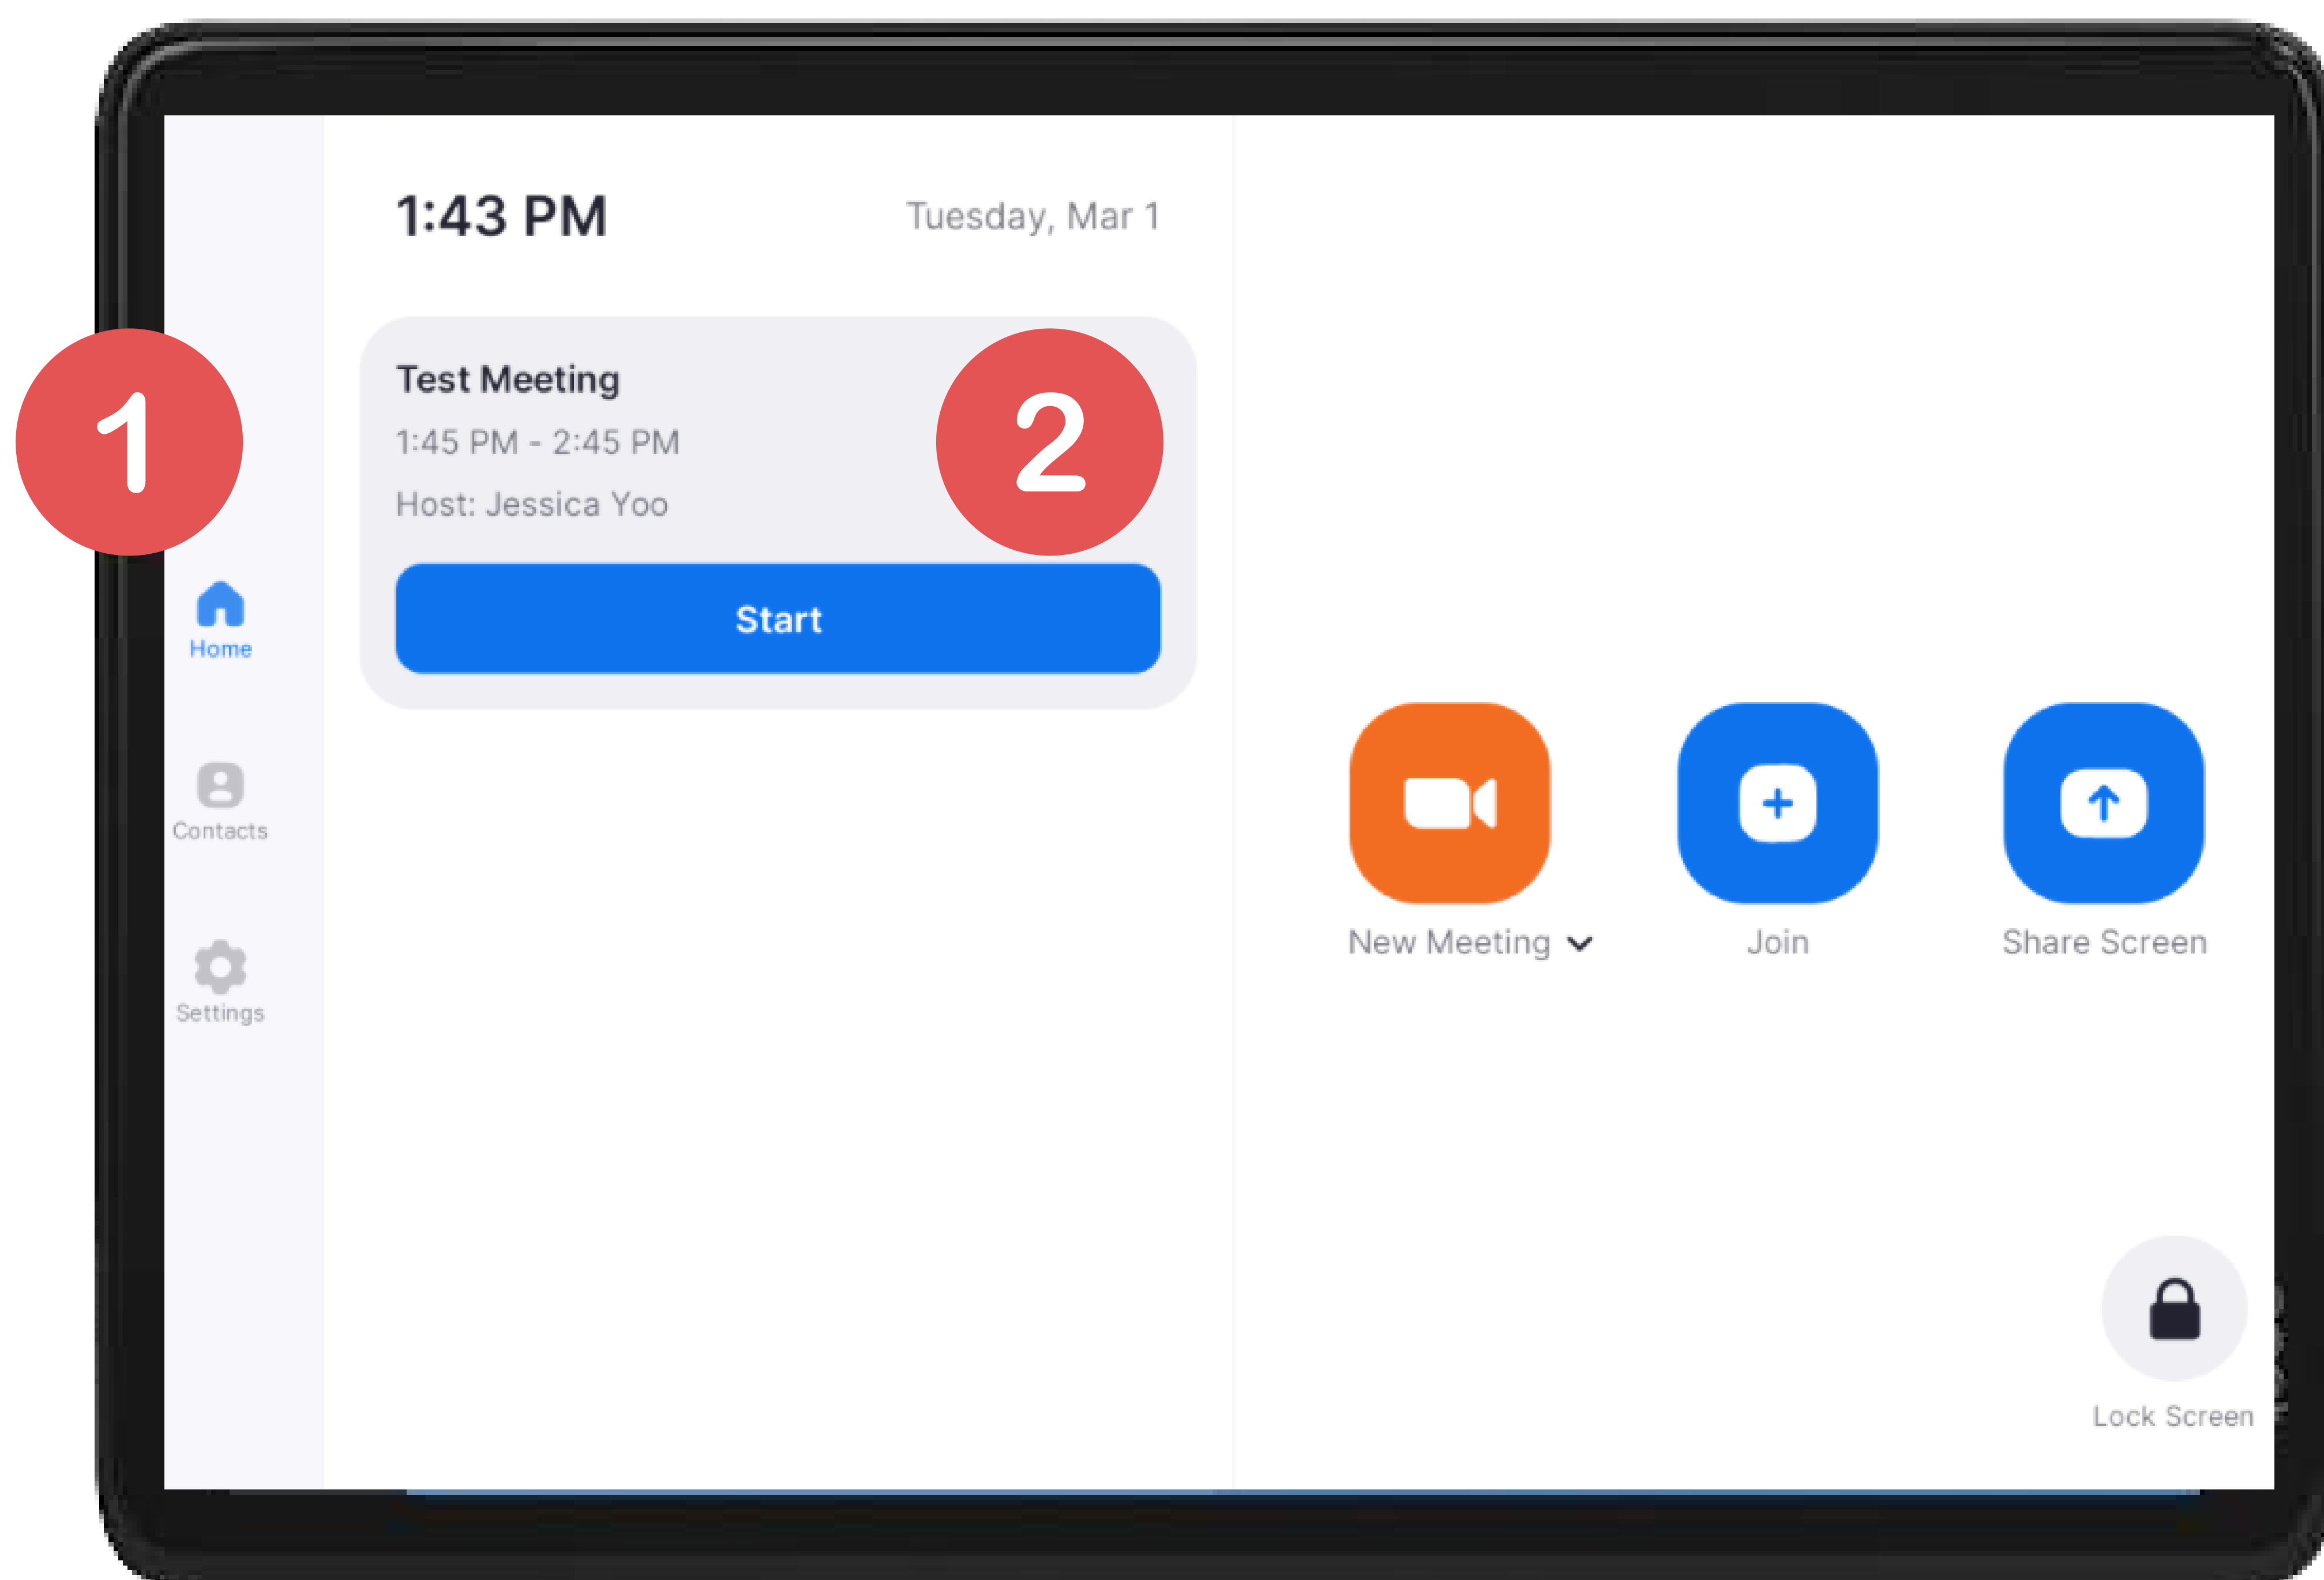 1:43 PM
Tuesday, Mar 1
1
Test Meeting
1:45 PM - 2:45 PM
Host: Jessica Yoo
2
Start
Home
Contacts
Settings
New Meeting
Join
Share Screen
Lock Screen